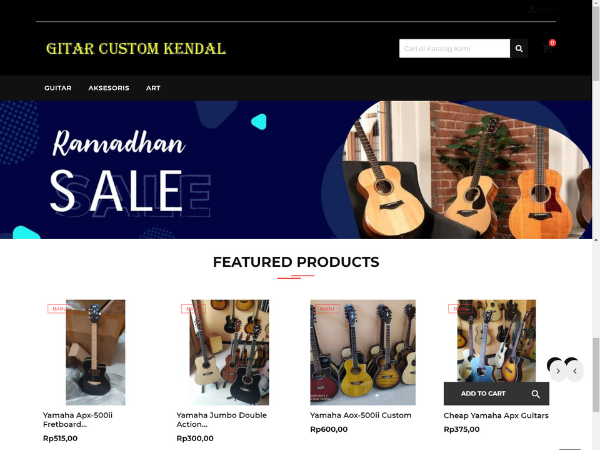 GITAR CUSTOM KENDAL
Cari di Katalog kami
0
GUITAR AKSESORIS ART
Ramadhan
SALE
FEATURED PRODUCTS
BARU BARU BARU BARU
ADD TO CART
Yamaha Apx-500ii Fretboard...
Rp515,00
Yamaha Jumbo Double Action...
Rp300,00
Yamaha Aox-500ii Custom
Rp600,00
Cheap Yamaha Apx Guitars
Rp375,00